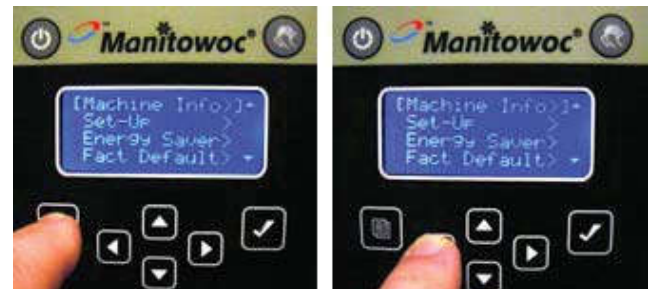 Manitowoc®
[Machine Info>]
Set-Up >
Energy Saver>
Fact Default>
Manitowoc®
[Machine Info>]
Set-Up >
Energy Saver>
Fact Default>